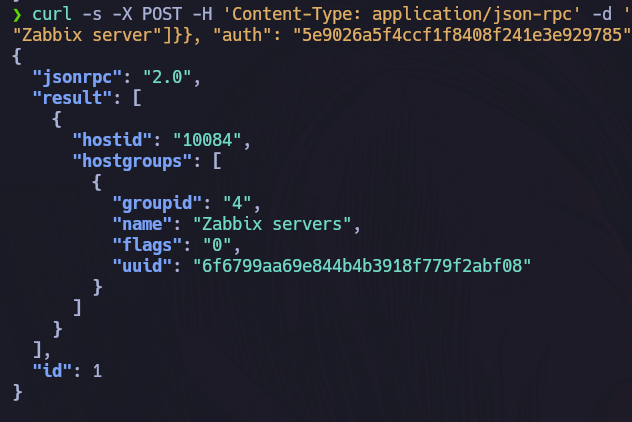 ❯ curl -s -X POST -H 'Content-Type: application/json-rpc' -d '
"Zabbix server"]}}, "auth": "5e9026a5f4ccf1f8408f241e3e929785"
{
  "jsonrpc": "2.0",
  "result": [
    {
      "hostid": "10084",
      "hostgroups": [
        {
          "groupid": "4",
          "name": "Zabbix servers",
          "flags": "0",
          "uuid": "6f6799aa69e844b4b3918f779f2abf08"
        }
      ]
    }
  ],
  "id": 1
}